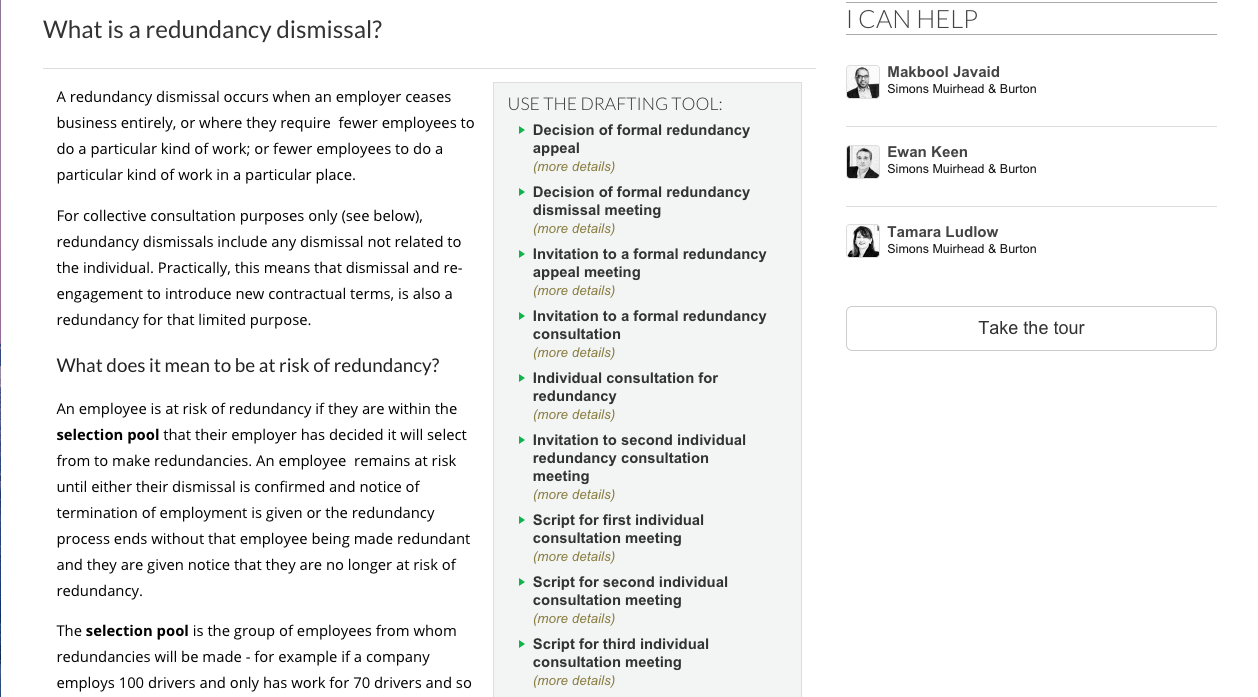 What is a redundancy dismissal?
A redundancy dismissal occurs when an employer ceases
business entirely, or where they require  fewer employees to
do a particular kind of work; or fewer employees to do a
particular kind of work in a particular place.
For collective consultation purposes only (see below),
redundancy dismissals include any dismissal not related to
the individual. Practically, this means that dismissal and re-
engagement to introduce new contractual terms, is also a
redundancy for that limited purpose.
What does it mean to be at risk of redundancy?
An employee is at risk of redundancy if they are within the
selection pool that their employer has decided it will select
from to make redundancies. An employee  remains at risk
until either their dismissal is confirmed and notice of
termination of employment is given or the redundancy
process ends without that employee being made redundant
and they are given notice that they are no longer at risk of
redundancy.
The selection pool is the group of employees from whom
redundancies will be made - for example if a company
employs 100 drivers and only has work for 70 drivers and so
USE THE DRAFTING TOOL:
Decision of formal redundancy
appeal
(more details)
Decision of formal redundancy
dismissal meeting
(more details)
Invitation to a formal redundancy
appeal meeting
(more details)
Invitation to a formal redundancy
consultation
(more details)
Individual consultation for
redundancy
(more details)
Invitation to second individual
redundancy consultation
meeting
(more details)
Script for first individual
consultation meeting
(more details)
Script for second individual
consultation meeting
(more details)
Script for third individual
consultation meeting
(more details)
I CAN HELP
Makbool Javaid
Simons Muirhead & Burton
Ewan Keen
Simons Muirhead & Burton
Tamara Ludlow
Simons Muirhead & Burton
Take the tour